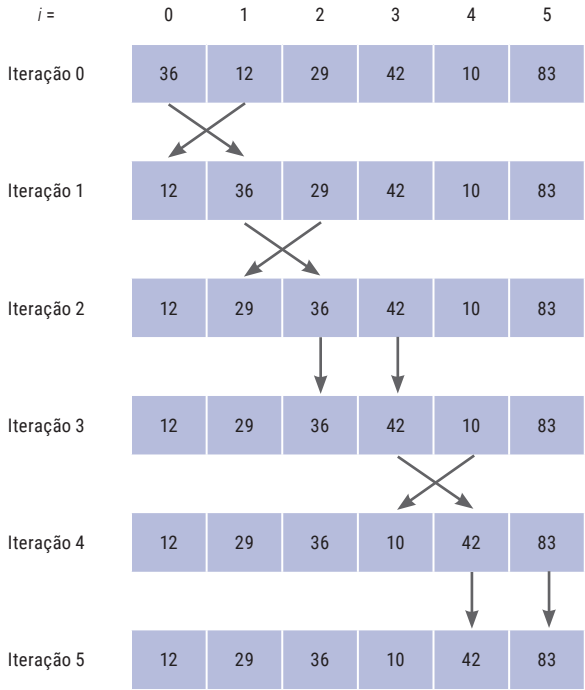 i = 0 1 2 3 4 5
Iteração 0 36 12 29 42 10 83
Iteração 1 12 36 29 42 10 83
Iteração 2 12 29 36 42 10 83
Iteração 3 12 29 36 42 10 83
Iteração 4 12 29 36 10 42 83
Iteração 5 12 29 36 10 42 83